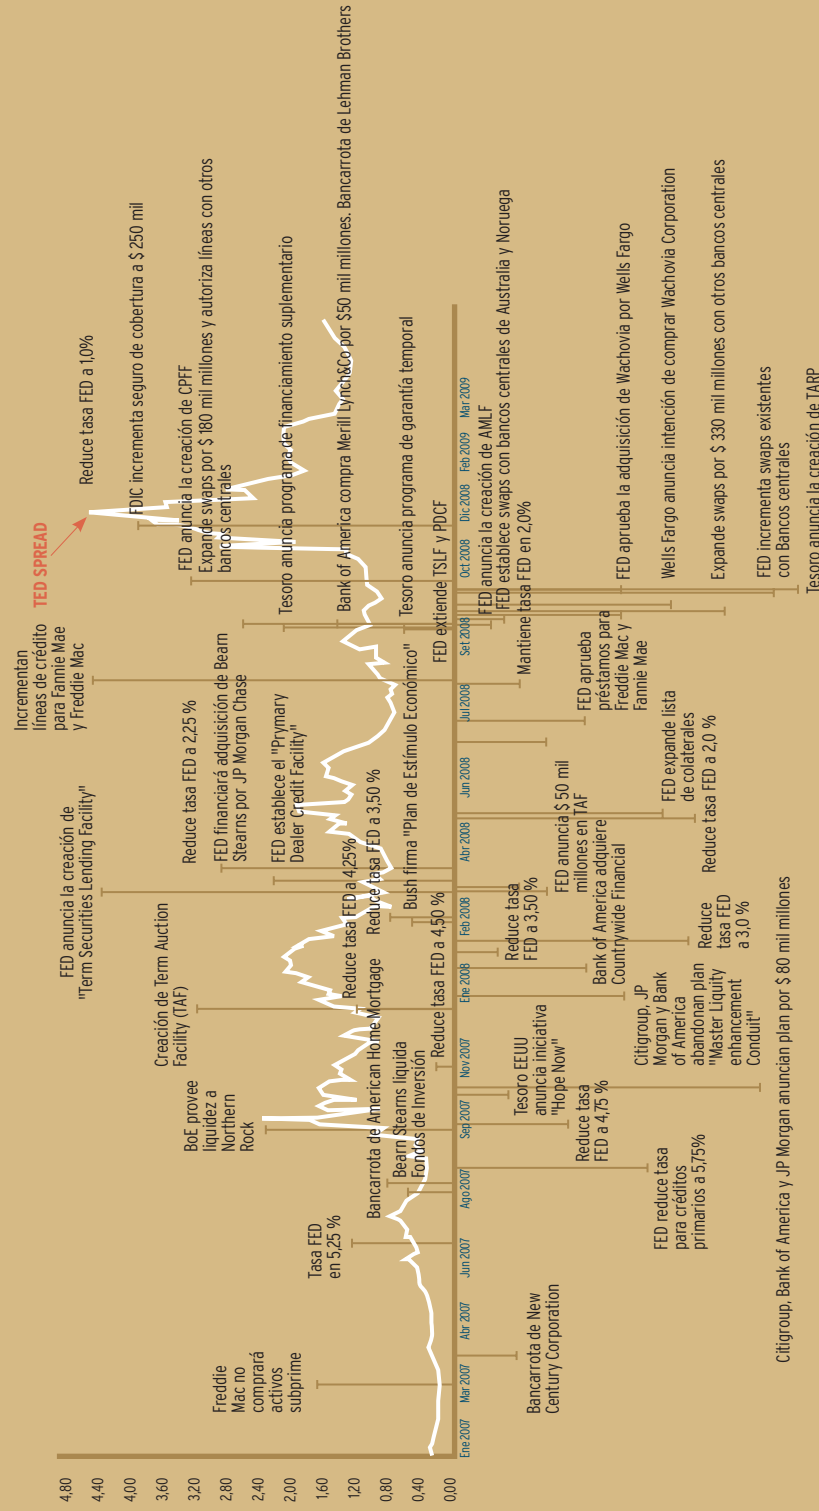 4,80
4,40
4,00
3,60
3,20
2,80
2,40
2,00
1,60
1,20
0,80
0,40
0,00
TED SPREAD
Freddie
Mac no
comprará
activos
subprime
Tasa FED
en 5,25 %
Bancarrota de American Home Mortgage
Bearn Stearns liquida
Fondos de Inversión
BoE provee
liquidez a
Northern
Rock
Creación de Term Auction
Facility (TAF)
Reduce tasa FED a 4,50 %
Reduce tasa FED a 4,25%
FED anuncia la creación de
"Term Securities Lending Facility"
Reduce tasa FED a 3,50 %
Bush firma "Plan de Estímulo Económico"
Reduce tasa FED a 2,25 %
FED financiará adquisición de Bearn
Stearns por JP Morgan Chase
FED establece el "Prymary
Dealer Credit Facility"
Incrementan
líneas de crédito
para Fannie Mae
y Freddie Mac
Reduce tasa FED a 1,0%
FDIC incrementa seguro de cobertura a $ 250 mil
FED anuncia la creación de CPFF
Expande swaps por $ 180 mil millones y autoriza líneas con otros
bancos centrales
Tesoro anuncia programa de financiamiento suplementario
Bank of America compra Merill Lynch&Co por $50 mil millones. Bancarrota de Lehman Brothers
Tesoro anuncia programa de garantía temporal
FED extiende TSLF y PDCF
Ene 2007
Mar 2007
Abr 2007
Jun 2007
Ago 2007
Sep 2007
Nov 2007
Ene 2008
Feb 2008
Abr 2008
Jun 2008
Jul 2008
Set 2008
Oct 2008
Dic 2008
Feb 2009
Mar 2009
Bancarrota de New
Century Corporation
FED reduce tasa
para créditos
primarios a 5,75%
Reduce tasa
FED a 4,75 %
Tesoro EEUU
anuncia iniciativa
"Hope Now"
Citigroup, Bank of America y JP Morgan anuncian plan por $ 80 mil millones
Citigroup, JP
Morgan y Bank
of America
abandonan plan
"Master Liquity
enhancement
Conduit"
Bank of America adquiere
Countrywide Financial
Reduce tasa
FED a 3,50 %
Reduce
tasa FED
a 3,0 %
FED anuncia $ 50 mil
millones en TAF
Reduce tasa FED a 2,0 %
FED expande lista
de colaterales
FED aprueba
préstamos para
Freddie Mac y
Fannie Mae
Mantiene tasa FED en 2,0%
FED anuncia la creación de AMLF
FED establece swaps con bancos centrales de Australia y Noruega
FED aprueba la adquisición de Wachovia por Wells Fargo
Wells Fargo anuncia intención de comprar Wachovia Corporation
Expande swaps por $ 330 mil millones con otros bancos centrales
FED incrementa swaps existentes
con Bancos centrales
Tesoro anuncia la creación de TARP